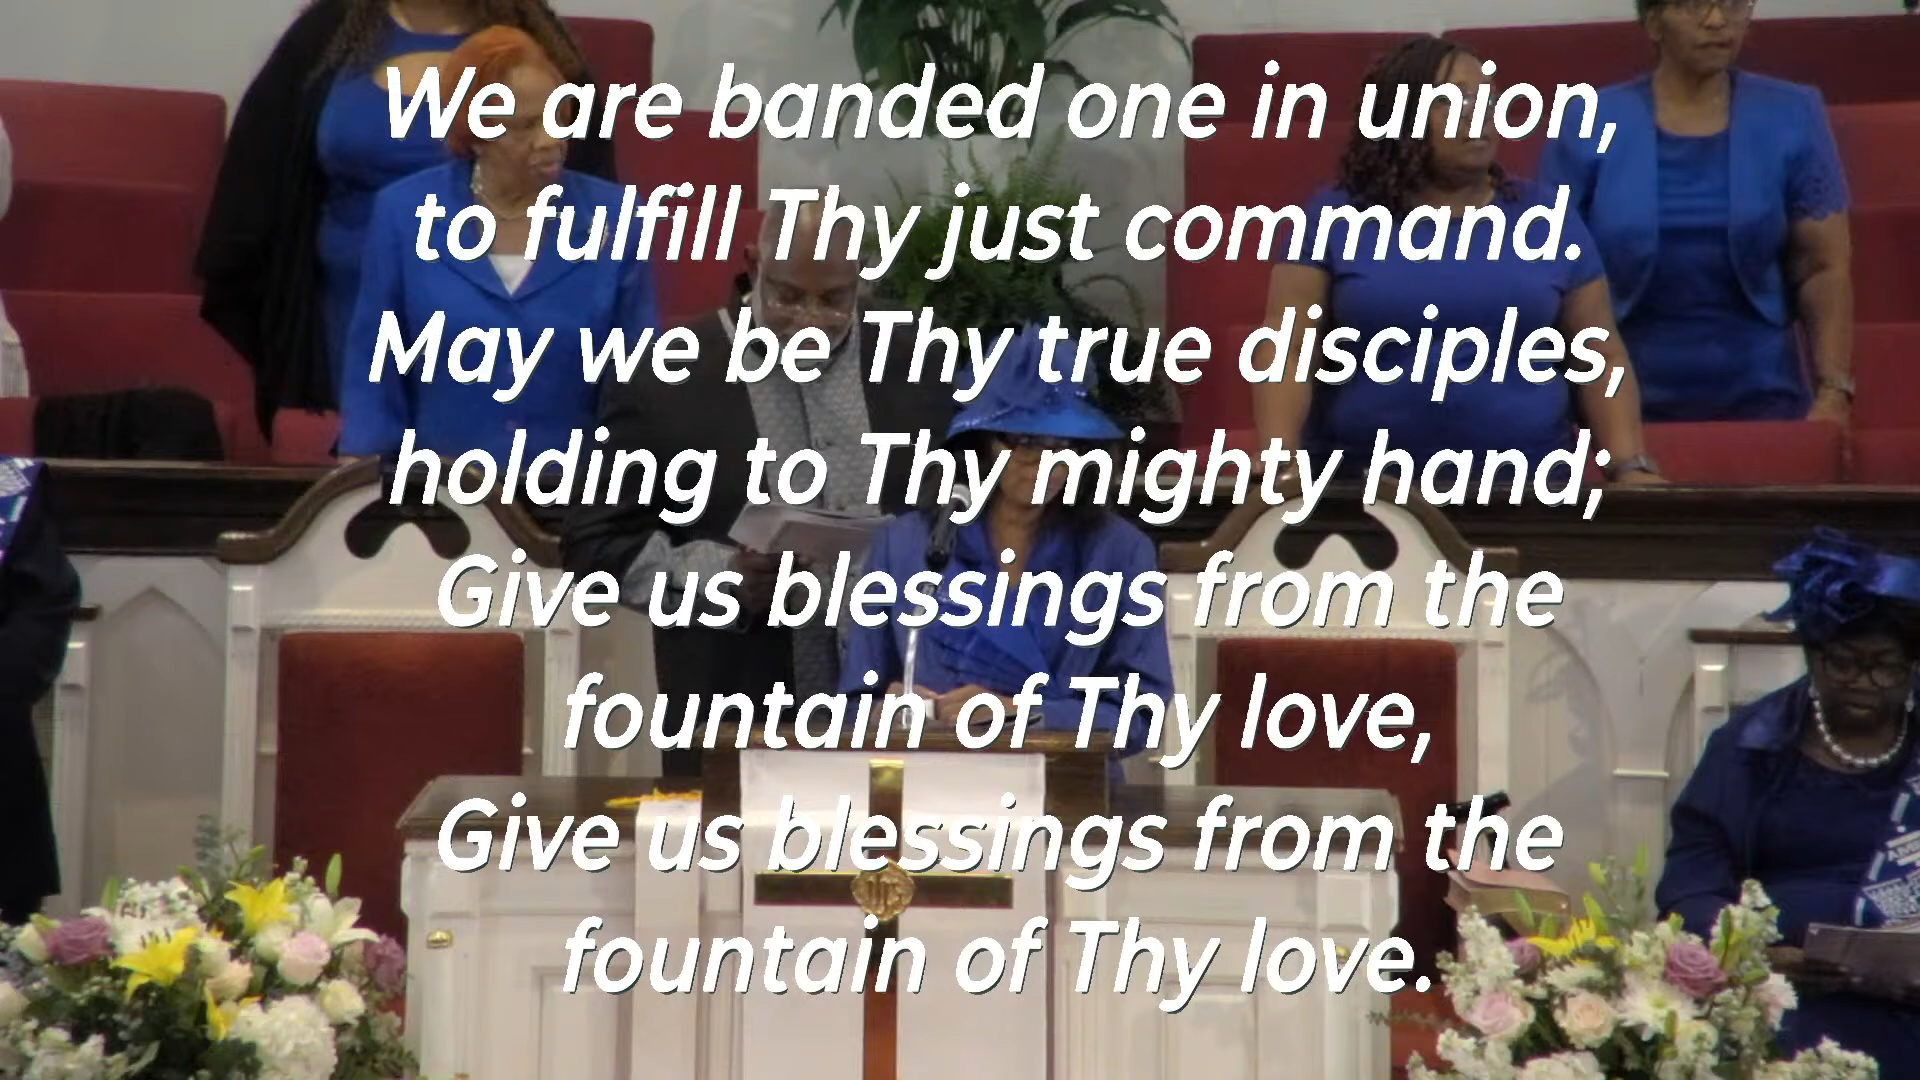 We are banded one in union,
to fulfill Thy just command.
May we be Thy true disciples,
holding to Thy mighty hand;
Give us blessings from the
fountain of Thy love,
Give us blessings from the
fountain of Thy love.